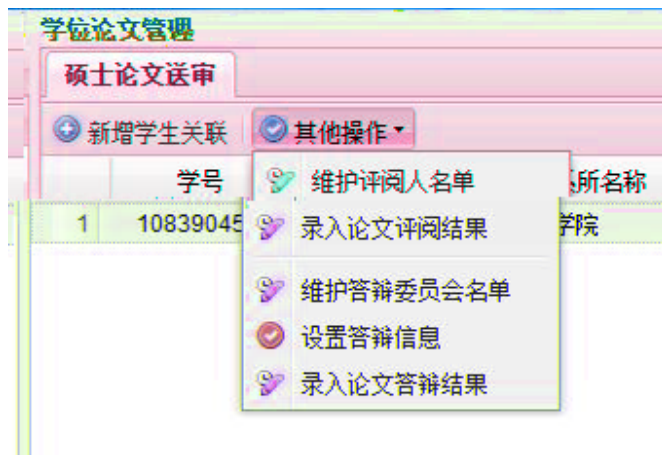 学位论文管理
硕士论文送审
新增学生关联 其他操作
学号 所名称
维护评阅人名单
1 10839045 学院
录入论文评阅结果
维护答辩委员会名单
设置答辩信息
录入论文答辩结果